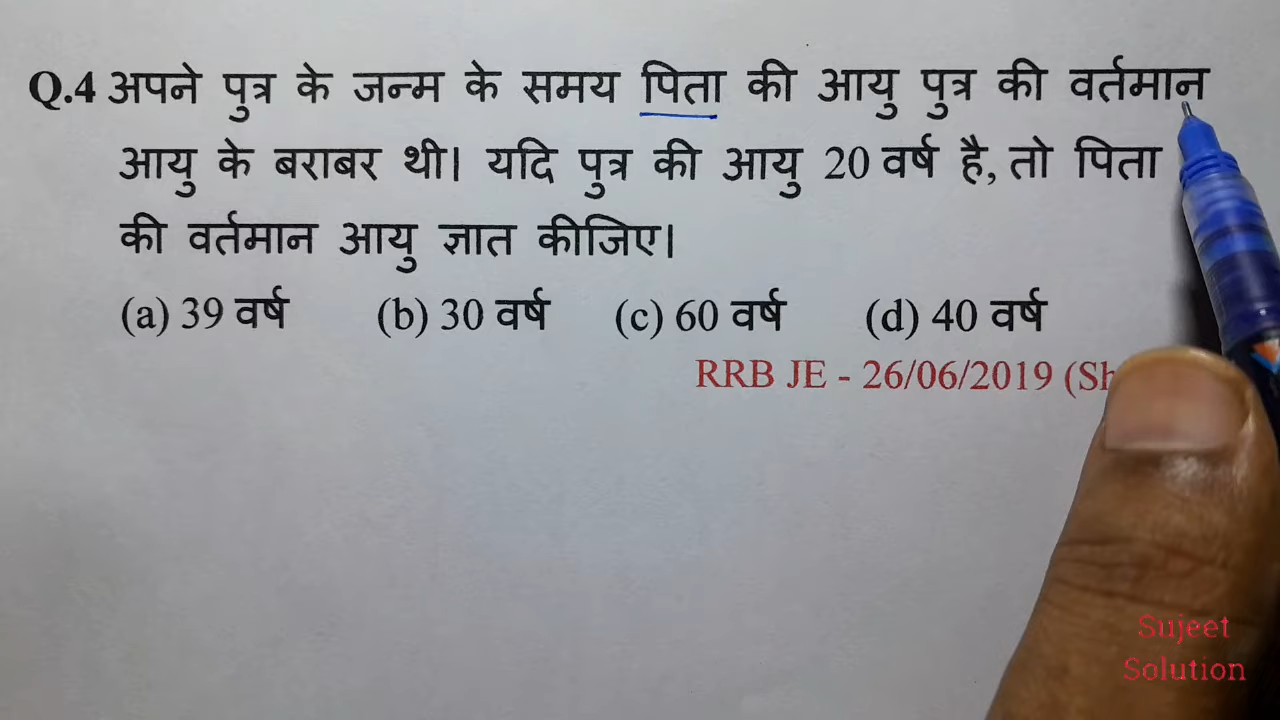 Q.4 अपने पुत्र के जन्म के समय पिता की आयु पुत्र की वर्तमान
आयु के बराबर थी। यदि पुत्र की आयु 20 वर्ष है, तो पिता
की वर्तमान आयु ज्ञात कीजिए।
(a) 39 वर्ष (b) 30 वर्ष (c) 60 वर्ष (d) 40 वर्ष
RRB JE - 26/06/2019
Sujeet
Solution